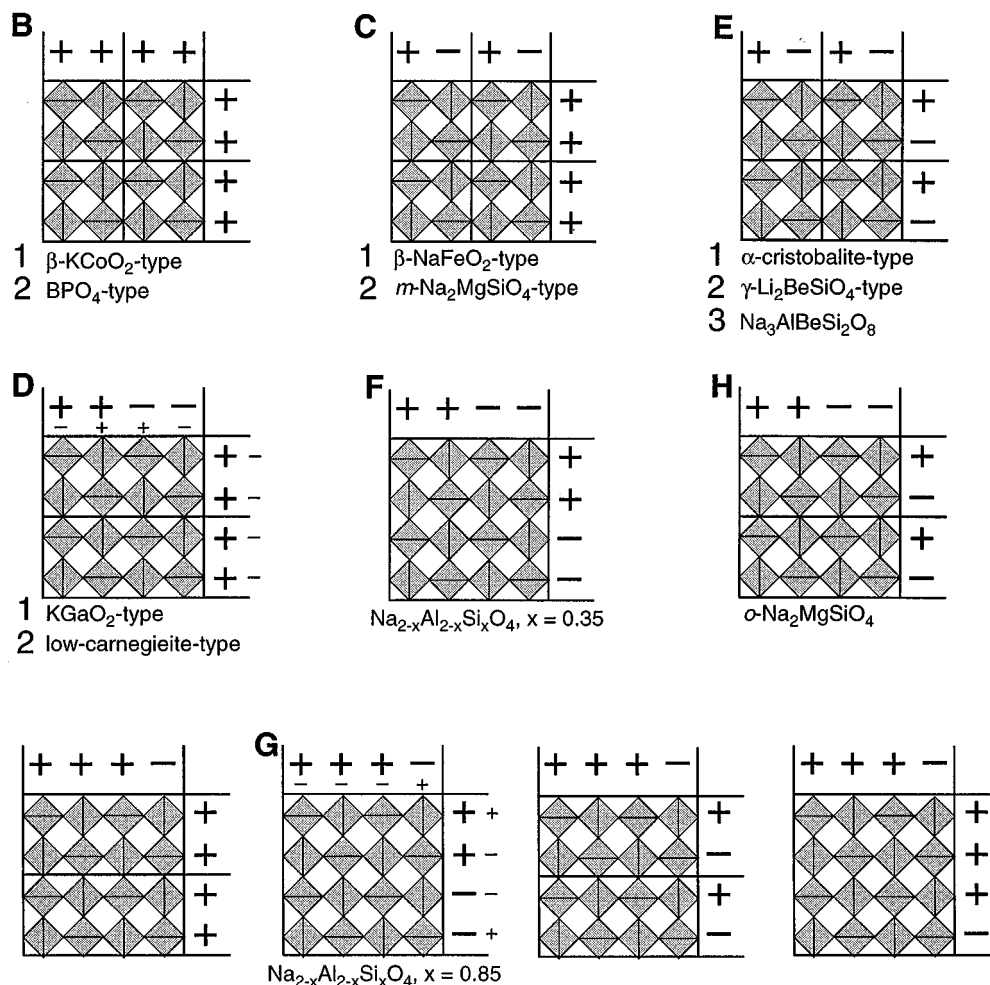 B
+ + + +
+
+
+
+
1 β-KCoO₂-type
2 BPO₄-type
C
+ − + −
+
+
+
+
1 β-NaFeO₂-type
2 m-Na₂MgSiO₄-type
E
+ − + −
+
−
+
−
1 α-cristobalite-type
2 γ-Li₂BeSiO₄-type
3 Na₃AlBeSi₂O₈
D
+ + − −
− + + −
+ −
+ −
+ −
+ −
1 KGaO₂-type
2 low-carnegieite-type
F
+ + − −
+
+
−
−
Na₂₋ₓAl₂₋ₓSiₓO₄, x = 0.35
H
+ + − −
+
−
+
−
o-Na₂MgSiO₄
+ + + −
+
+
+
+
G
+ + + −
− − − +
+ +
+ −
− −
− +
Na₂₋ₓAl₂₋ₓSiₓO₄, x = 0.85
+ + + −
+
−
+
−
+ + + −
+
+
+
−